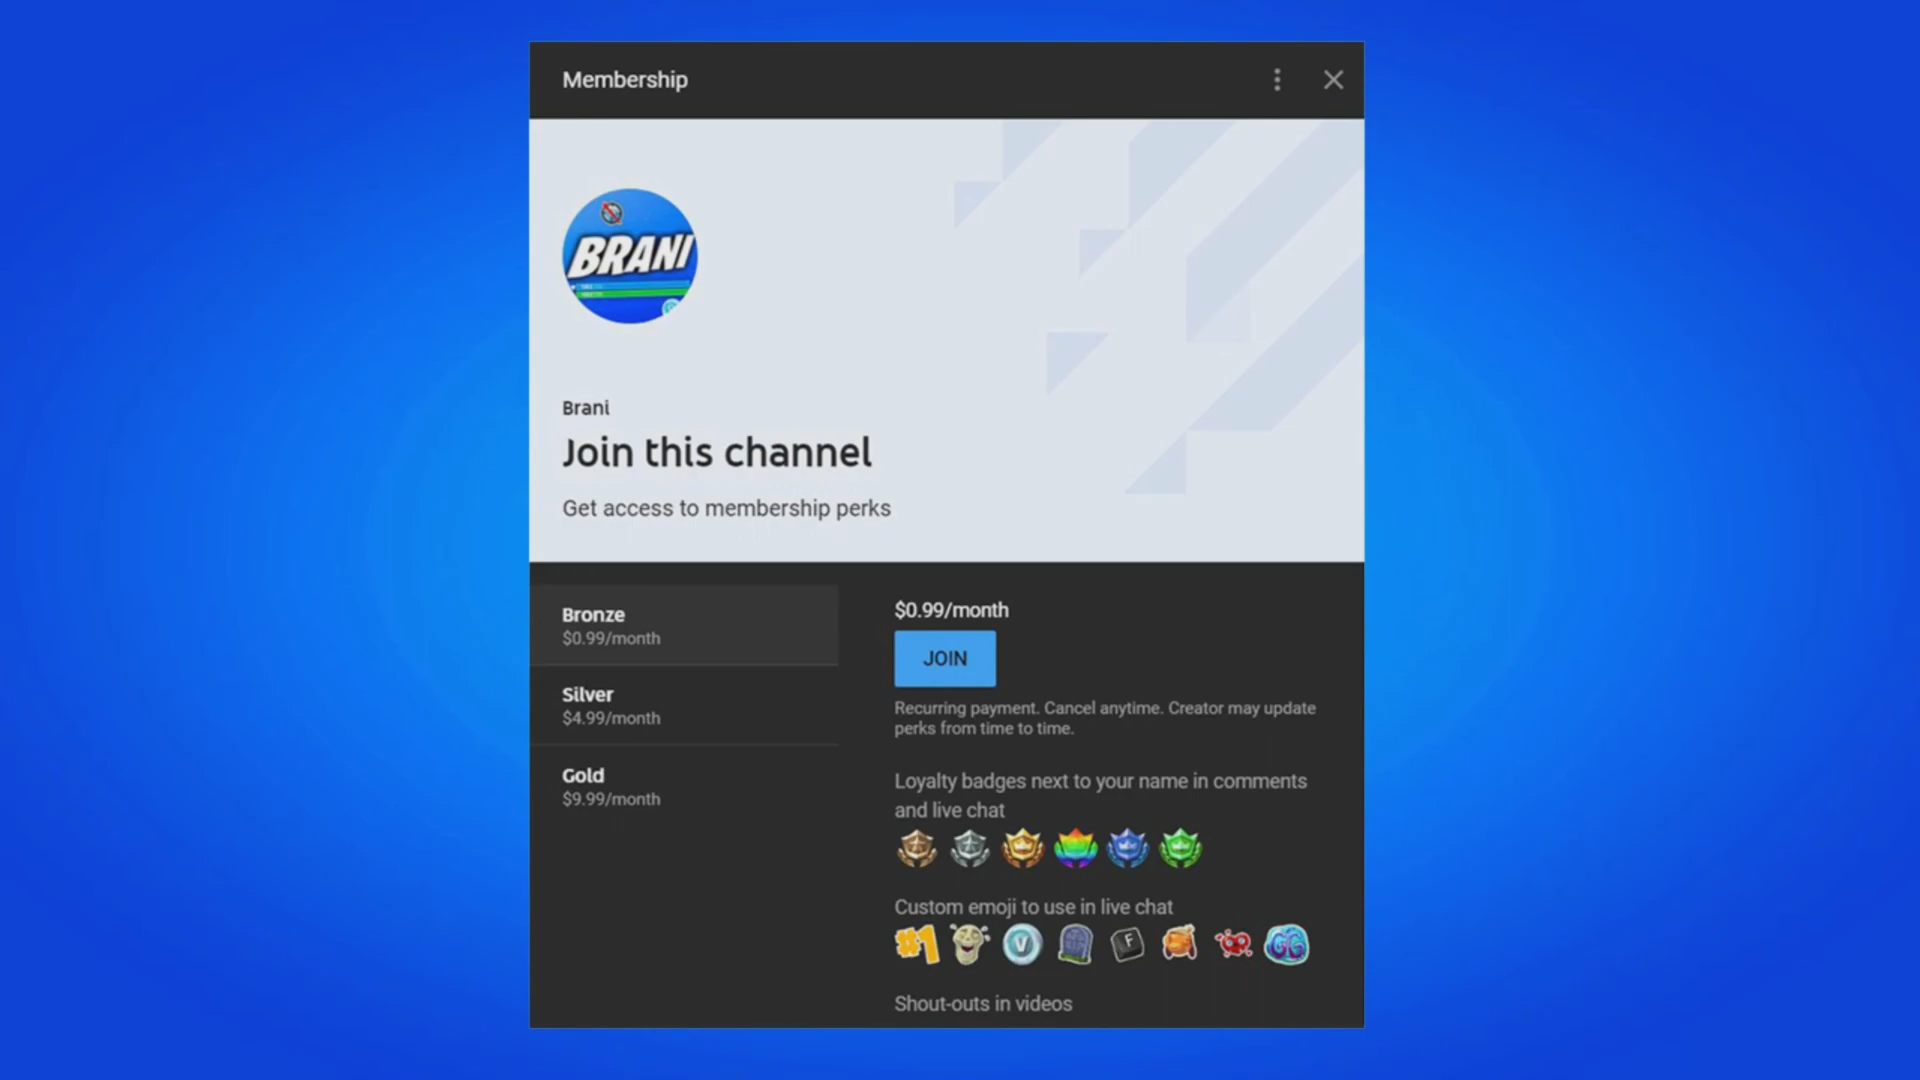 Membership
BRANI
Brani
Join this channel
Get access to membership perks
Bronze
$0.99/month
Silver
$4.99/month
Gold
$9.99/month
$0.99/month
JOIN
Recurring payment. Cancel anytime. Creator may update
perks from time to time.
Loyalty badges next to your name in comments
and live chat
Custom emoji to use in live chat
#1 V RIP F GG
Shout-outs in videos